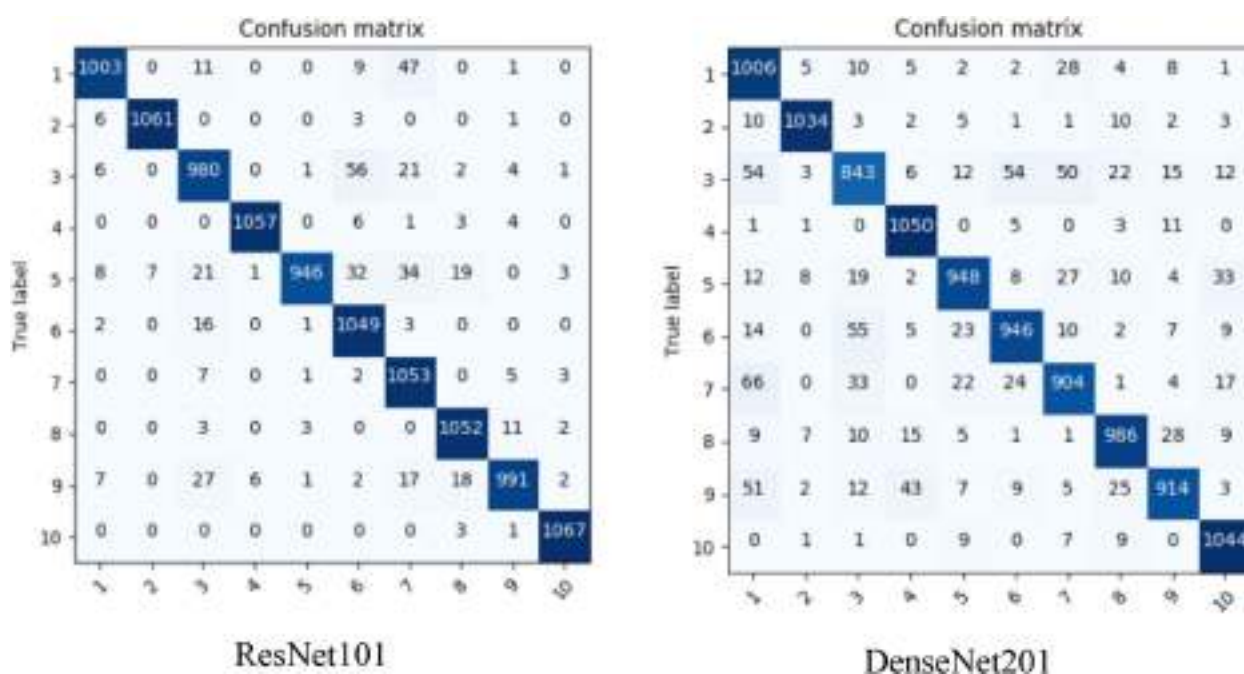 Confusion matrix
1 1003 0 11 0 0 9 47 0 1 0
2 6 1061 0 0 0 3 0 0 1 0
3 6 0 980 0 1 56 21 2 4 1
4 0 0 0 1057 0 6 1 3 4 0
5 8 7 21 1 946 32 34 19 0 3
6 2 0 16 0 1 1049 3 0 0 0
7 0 0 7 0 1 2 1053 0 5 3
8 0 0 3 0 3 0 0 1052 11 2
9 7 0 27 6 1 2 17 18 991 2
10 0 0 0 0 0 0 0 3 1 1067
True label
1 2 3 4 5 6 7 8 9 10
ResNet101
Confusion matrix
1 1006 5 10 5 2 2 28 4 8 1
2 10 1034 3 2 5 1 1 10 2 3
3 54 3 843 6 12 54 50 22 15 12
4 1 1 0 1050 0 5 0 3 11 0
5 12 8 19 2 948 8 27 10 4 33
6 14 0 55 5 23 946 10 2 7 9
7 66 0 33 0 22 24 904 1 4 17
8 9 7 10 15 5 1 1 986 28 9
9 51 2 12 43 7 9 5 25 914 3
10 0 1 1 0 9 0 7 9 0 1044
True label
1 2 3 4 5 6 7 8 9 10
DenseNet201